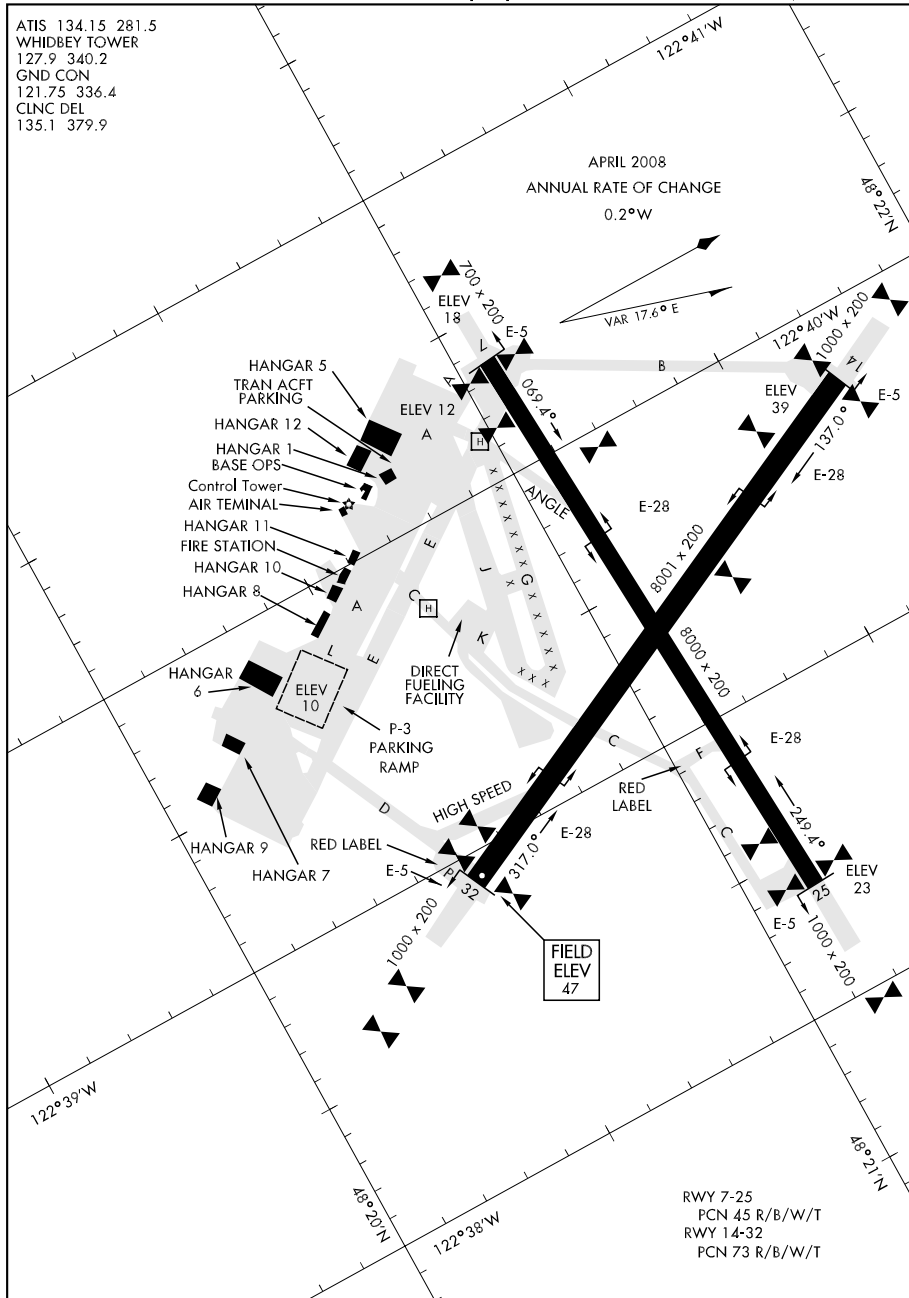 ATIS 134.15 281.5
WHIDBEY TOWER
127.9 340.2
GND CON
121.75 336.4
CLNC DEL
135.1 379.9
122°41'W
APRIL 2008
ANNUAL RATE OF CHANGE
0.2°W
48°22'N
VAR 17.6° E
700 x 200
ELEV
18
E-5
7
A
122°40'W
1000 x 200
14
B
ELEV
39
E-5
137.0°
E-28
069.4°
HANGAR 5
TRAN ACFT
PARKING
HANGAR 12
HANGAR 1
BASE OPS
Control Tower
AIR TEMINAL
HANGAR 11
FIRE STATION
HANGAR 10
HANGAR 8
ELEV 12
A
H
ANGLE
E-28
E
J
G
x x x x x x x x x x x
x x x
8001 x 200
C
H
A
K
E
L
DIRECT
FUELING
FACILITY
8000 x 200
HANGAR
6
ELEV
10
P-3
PARKING
RAMP
C
F
E-28
RED
LABEL
HIGH SPEED
D
C
249.4°
HANGAR 9
HANGAR 7
RED LABEL
E-5
P
32
317.0°
E-28
ELEV
23
25
E-5
1000 x 200
1000 x 200
FIELD
ELEV
47
122°39'W
48°20'N
122°38'W
48°21'N
RWY 7-25
PCN 45 R/B/W/T
RWY 14-32
PCN 73 R/B/W/T